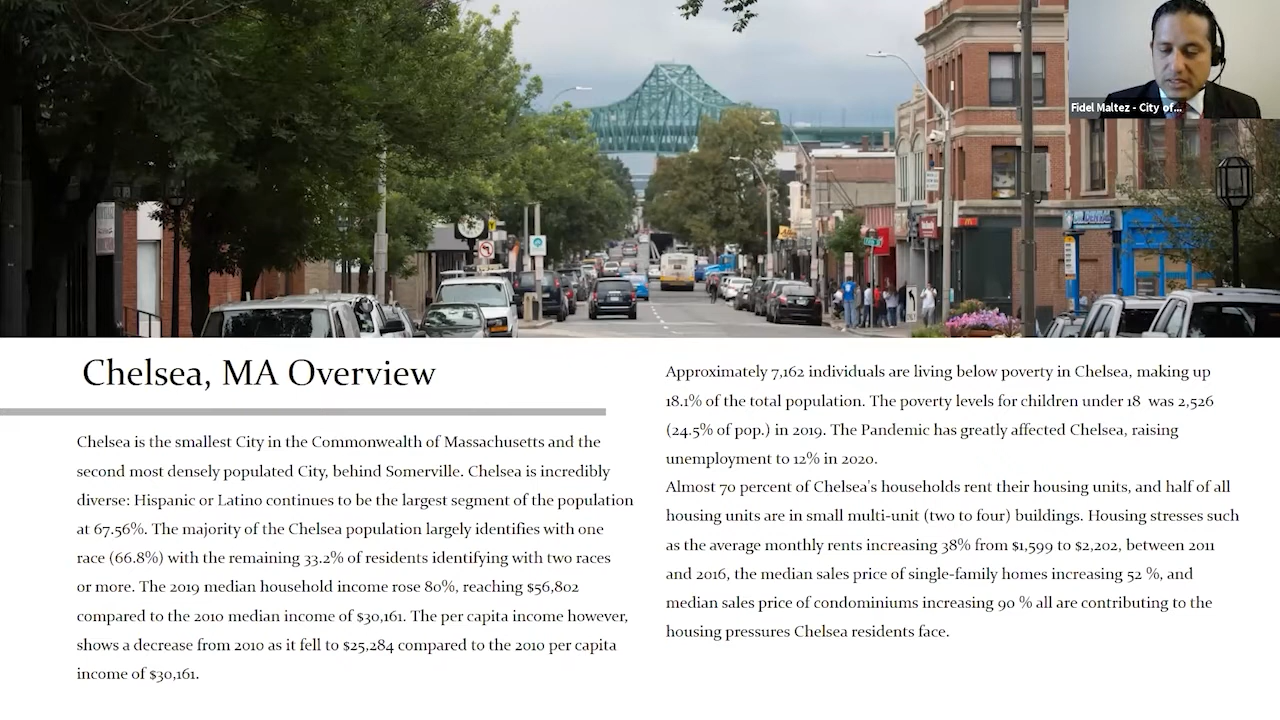 Fidel Maltez - City of...
Chelsea, MA Overview
Chelsea is the smallest City in the Commonwealth of Massachusetts and the
second most densely populated City, behind Somerville. Chelsea is incredibly
diverse: Hispanic or Latino continues to be the largest segment of the population
at 67.56%. The majority of the Chelsea population largely identifies with one
race (66.8%) with the remaining 33.2% of residents identifying with two races
or more. The 2019 median household income rose 80%, reaching $56,802
compared to the 2010 median income of $30,161. The per capita income however,
shows a decrease from 2010 as it fell to $25,284 compared to the 2010 per capita
income of $30,161.
Approximately 7,162 individuals are living below poverty in Chelsea, making up
18.1% of the total population. The poverty levels for children under 18 was 2,526
(24.5% of pop.) in 2019. The Pandemic has greatly affected Chelsea, raising
unemployment to 12% in 2020.
Almost 70 percent of Chelsea's households rent their housing units, and half of all
housing units are in small multi-unit (two to four) buildings. Housing stresses such
as the average monthly rents increasing 38% from $1,599 to $2,202, between 2011
and 2016, the median sales price of single-family homes increasing 52 %, and
median sales price of condominiums increasing 90 % all are contributing to the
housing pressures Chelsea residents face.